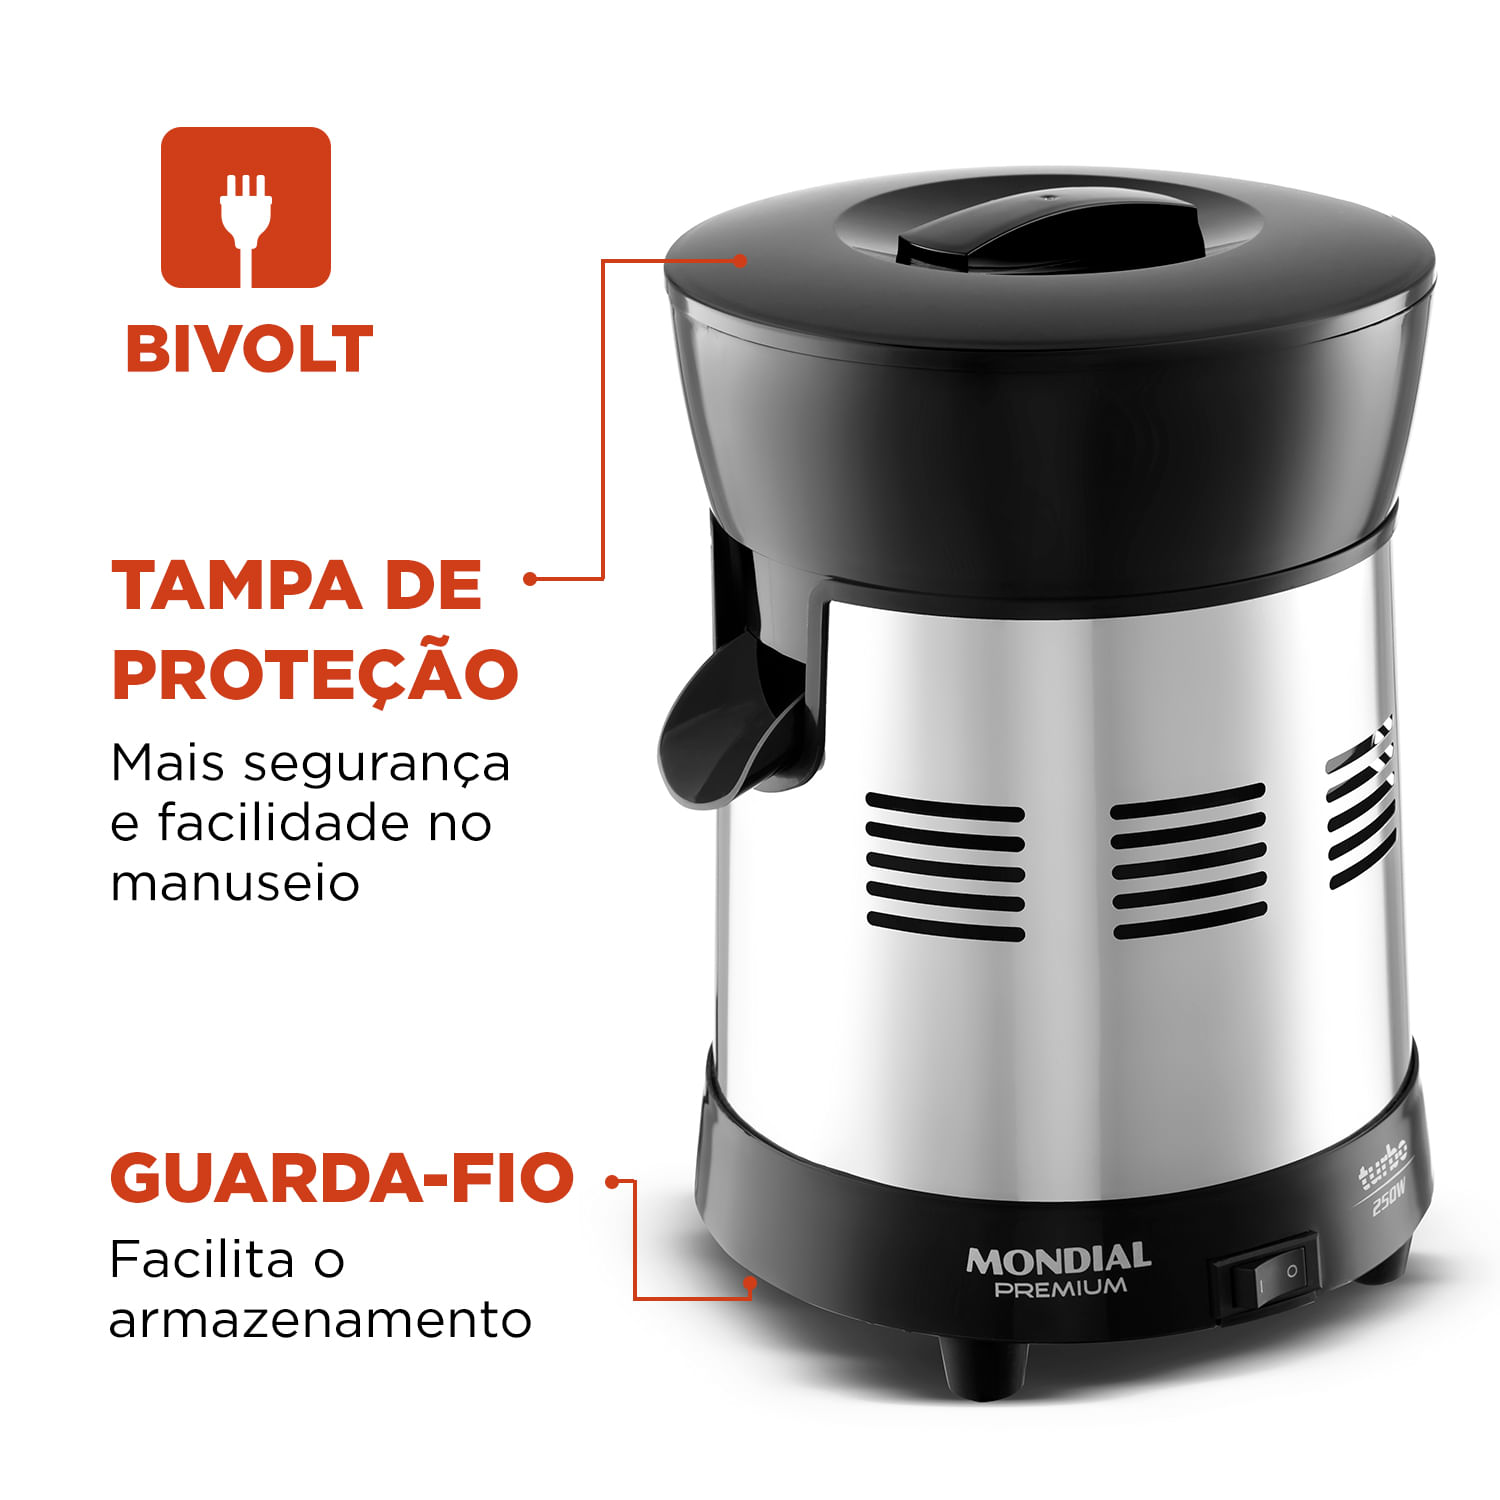 BIVOLT
TAMPA DE
PROTEÇÃO
Mais segurança
e facilidade no
manuseio
GUARDA-FIO
Facilita o
armazenamento
turbo
250W
MONDIAL
PREMIUM
I O